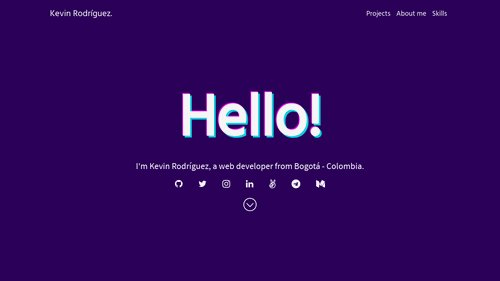 Kevin Rodríguez.
Projects About me Skills
Hello!
I'm Kevin Rodríguez, a web developer from Bogotá - Colombia.